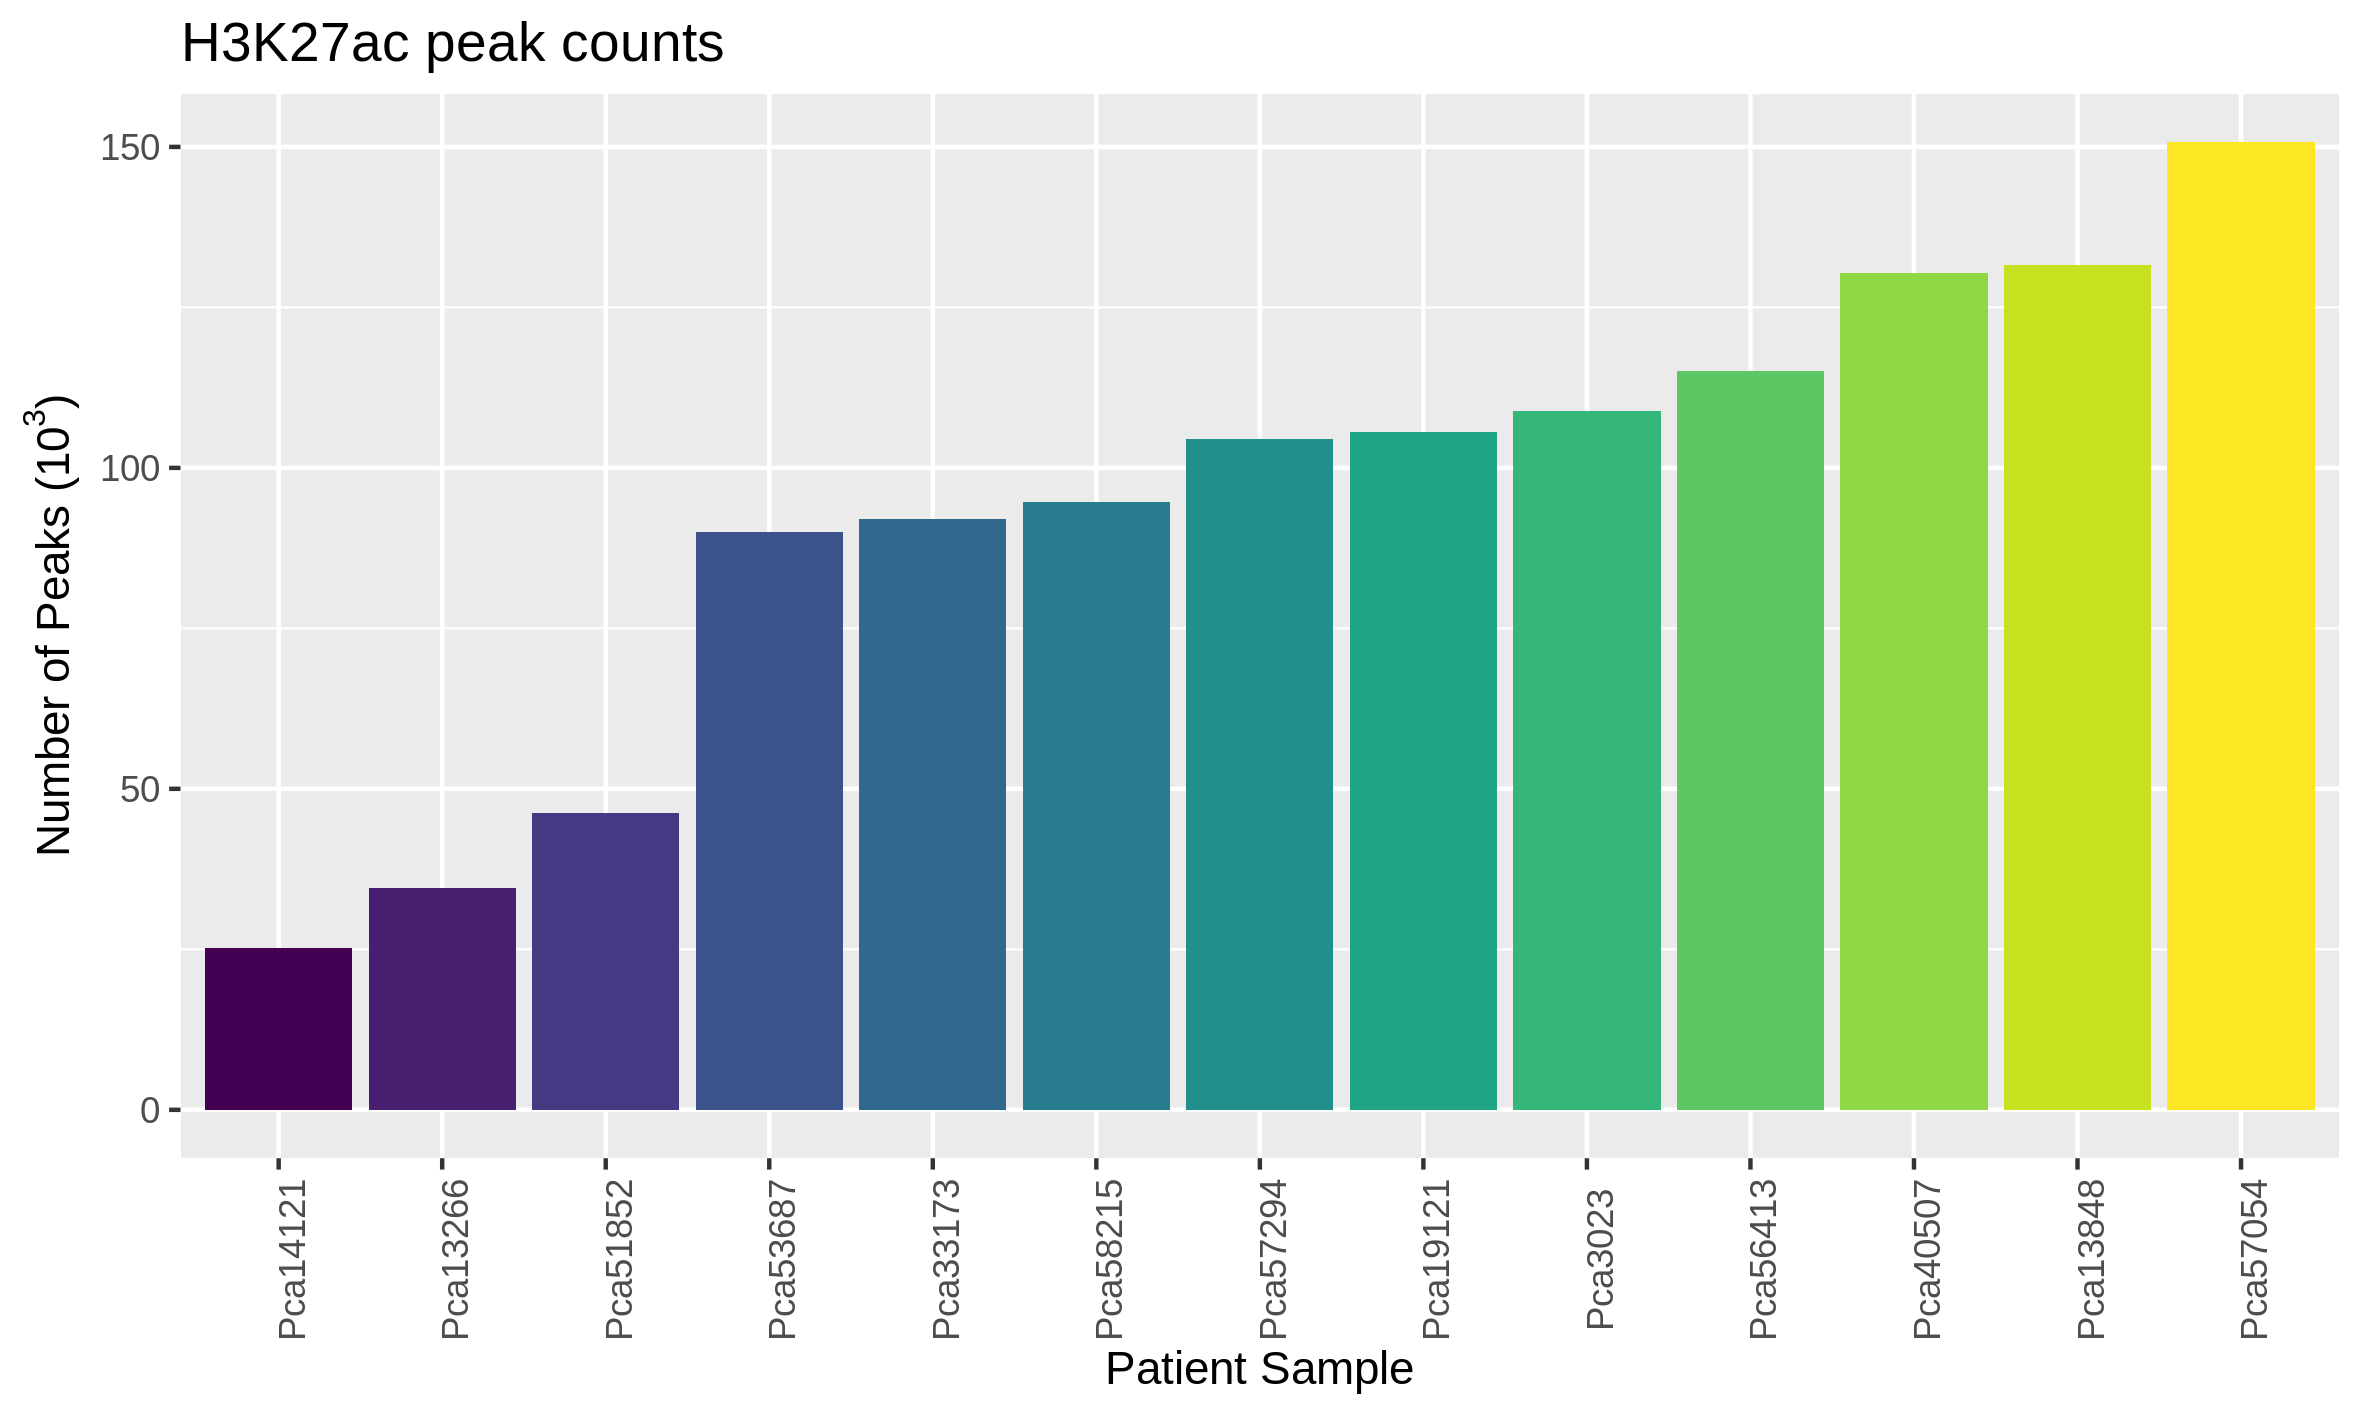 H3K27ac peak counts
Number of Peaks (10³)
150
100
50
0
Pca14121
Pca13266
Pca51852
Pca53687
Pca33173
Pca58215
Pca57294
Pca19121
Pca3023
Pca56413
Pca40507
Pca13848
Pca57054
Patient Sample